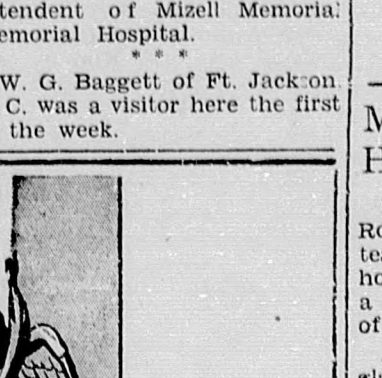 tendent of Mizell Memorial
emorial Hospital.
* * *
W. G. Baggett of Ft. Jackson
C. was a visitor here the first
the week.
M
H
Ro
te
ho
a
of